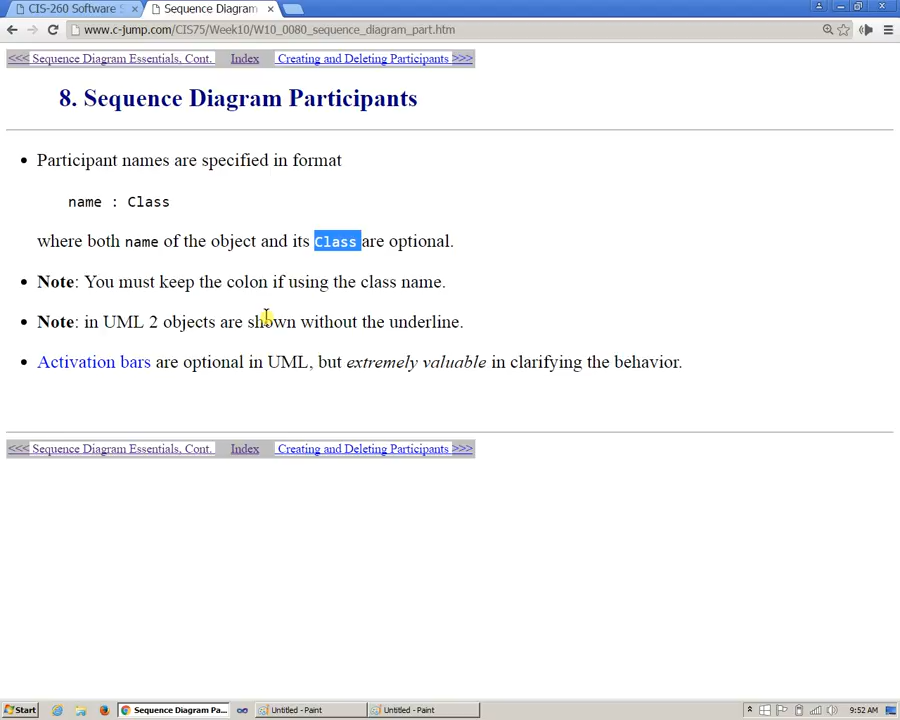 CIS-260 Software S
Sequence Diagram
www.c-jump.com/CIS75/Week10/W10_0080_sequence_diagram_part.htm
<<< Sequence Diagram Essentials, Cont. Index Creating and Deleting Participants >>>
8. Sequence Diagram Participants
• Participant names are specified in format
name : Class
where both name of the object and its Class are optional.
• Note: You must keep the colon if using the class name.
• Note: in UML 2 objects are shown without the underline.
• Activation bars are optional in UML, but extremely valuable in clarifying the behavior.
<<< Sequence Diagram Essentials, Cont. Index Creating and Deleting Participants >>>
Start Sequence Diagram Pa... Untitled - Paint Untitled - Paint 9:52 AM